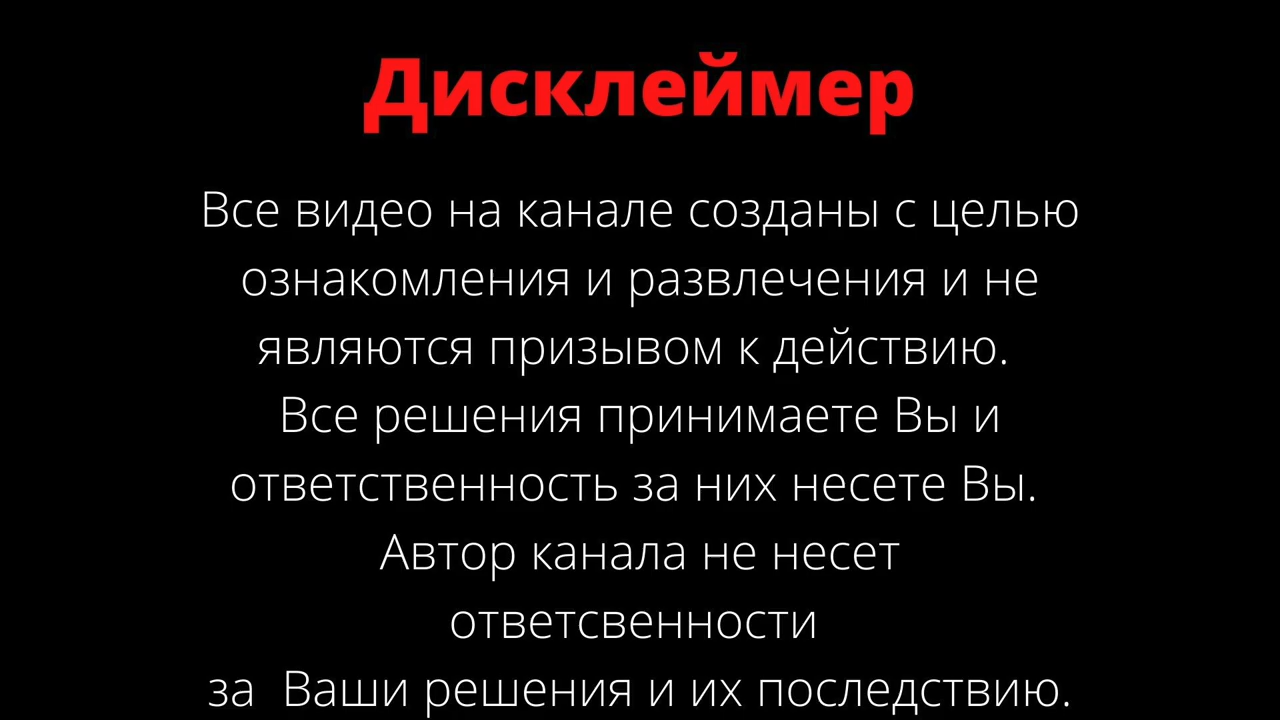 Дисклеймер
Все видео на канале созданы с целью
ознакомления и развлечения и не
являются призывом к действию.
Все решения принимаете Вы и
ответственность за них несете Вы.
Автор канала не несет
ответсвенности
за  Ваши решения и их последствию.